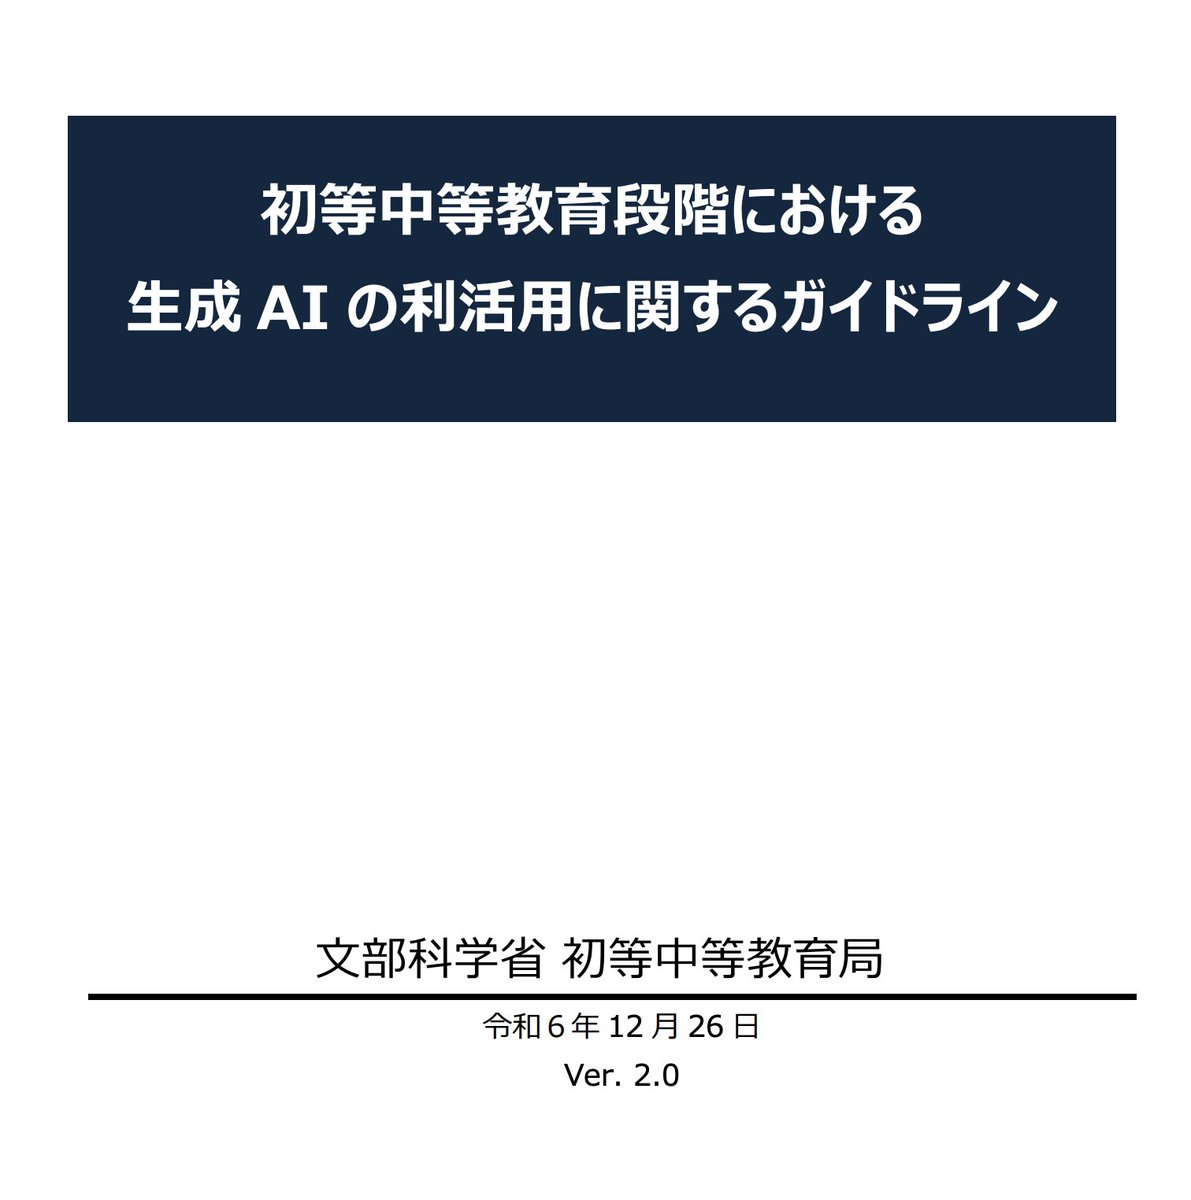 初等中等教育段階における
生成 AI の利活用に関するガイドライン
文部科学省 初等中等教育局
令和６年 12 月 26 日
Ver. 2.0